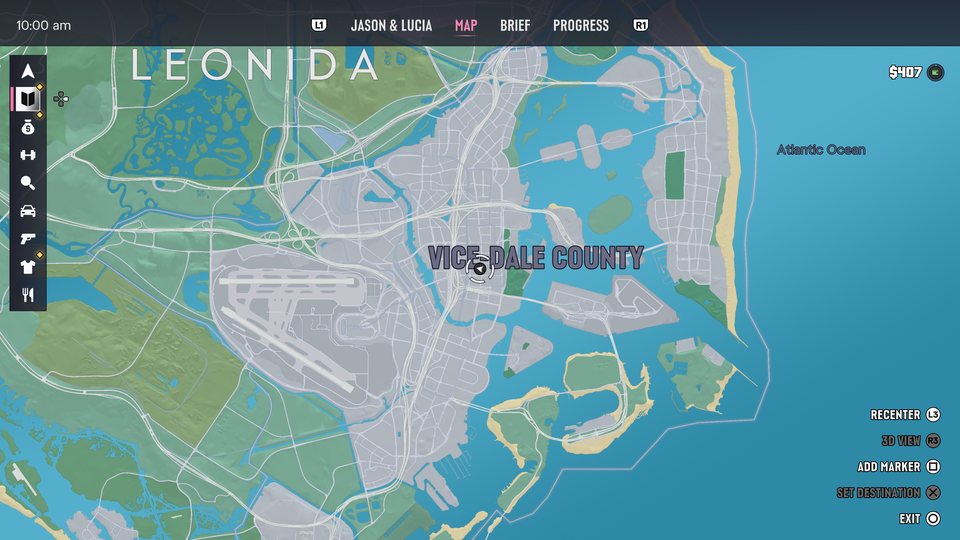 10:00 am
L1 JASON & LUCIA MAP BRIEF PROGRESS R1
LEONIDA
$407
Atlantic Ocean
VICE-DALE COUNTY
RECENTER L3
3D VIEW R3
ADD MARKER
SET DESTINATION
EXIT